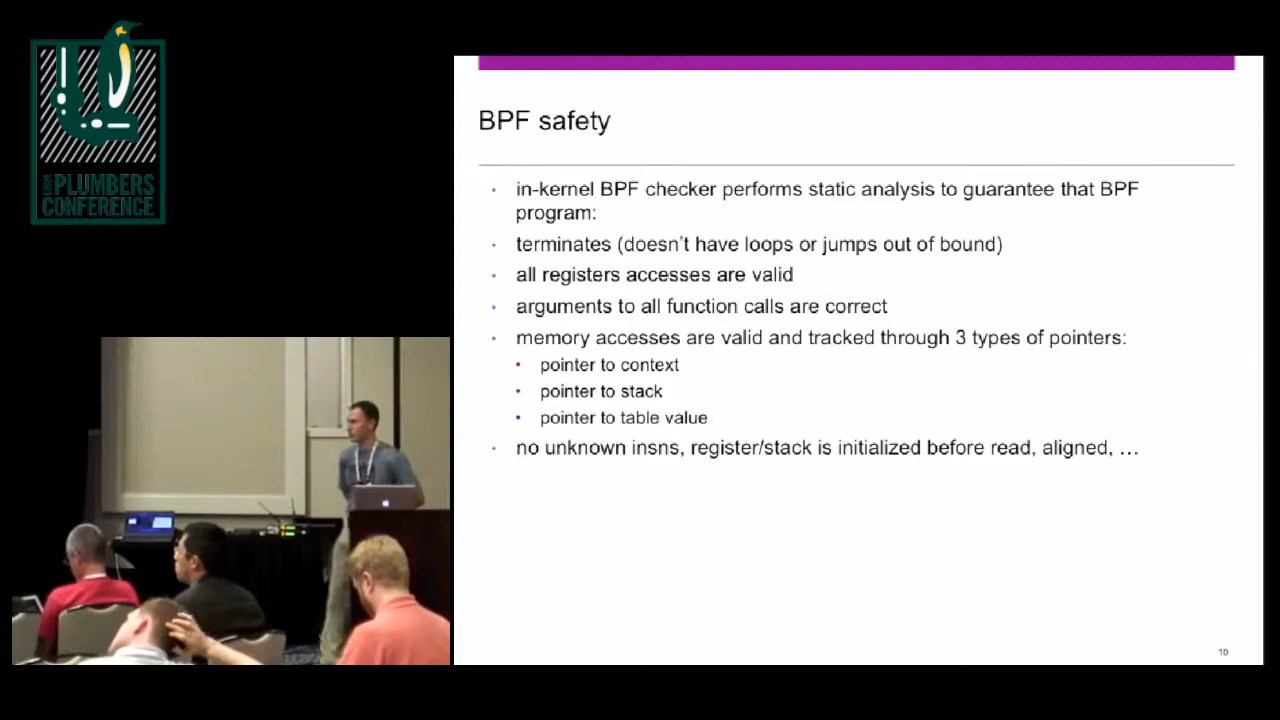 LINUX
PLUMBERS
CONFERENCE
BPF safety
in-kernel BPF checker performs static analysis to guarantee that BPF
program:
terminates (doesn't have loops or jumps out of bound)
all registers accesses are valid
arguments to all function calls are correct
memory accesses are valid and tracked through 3 types of pointers:
pointer to context
pointer to stack
pointer to table value
no unknown insns, register/stack is initialized before read, aligned, …
10